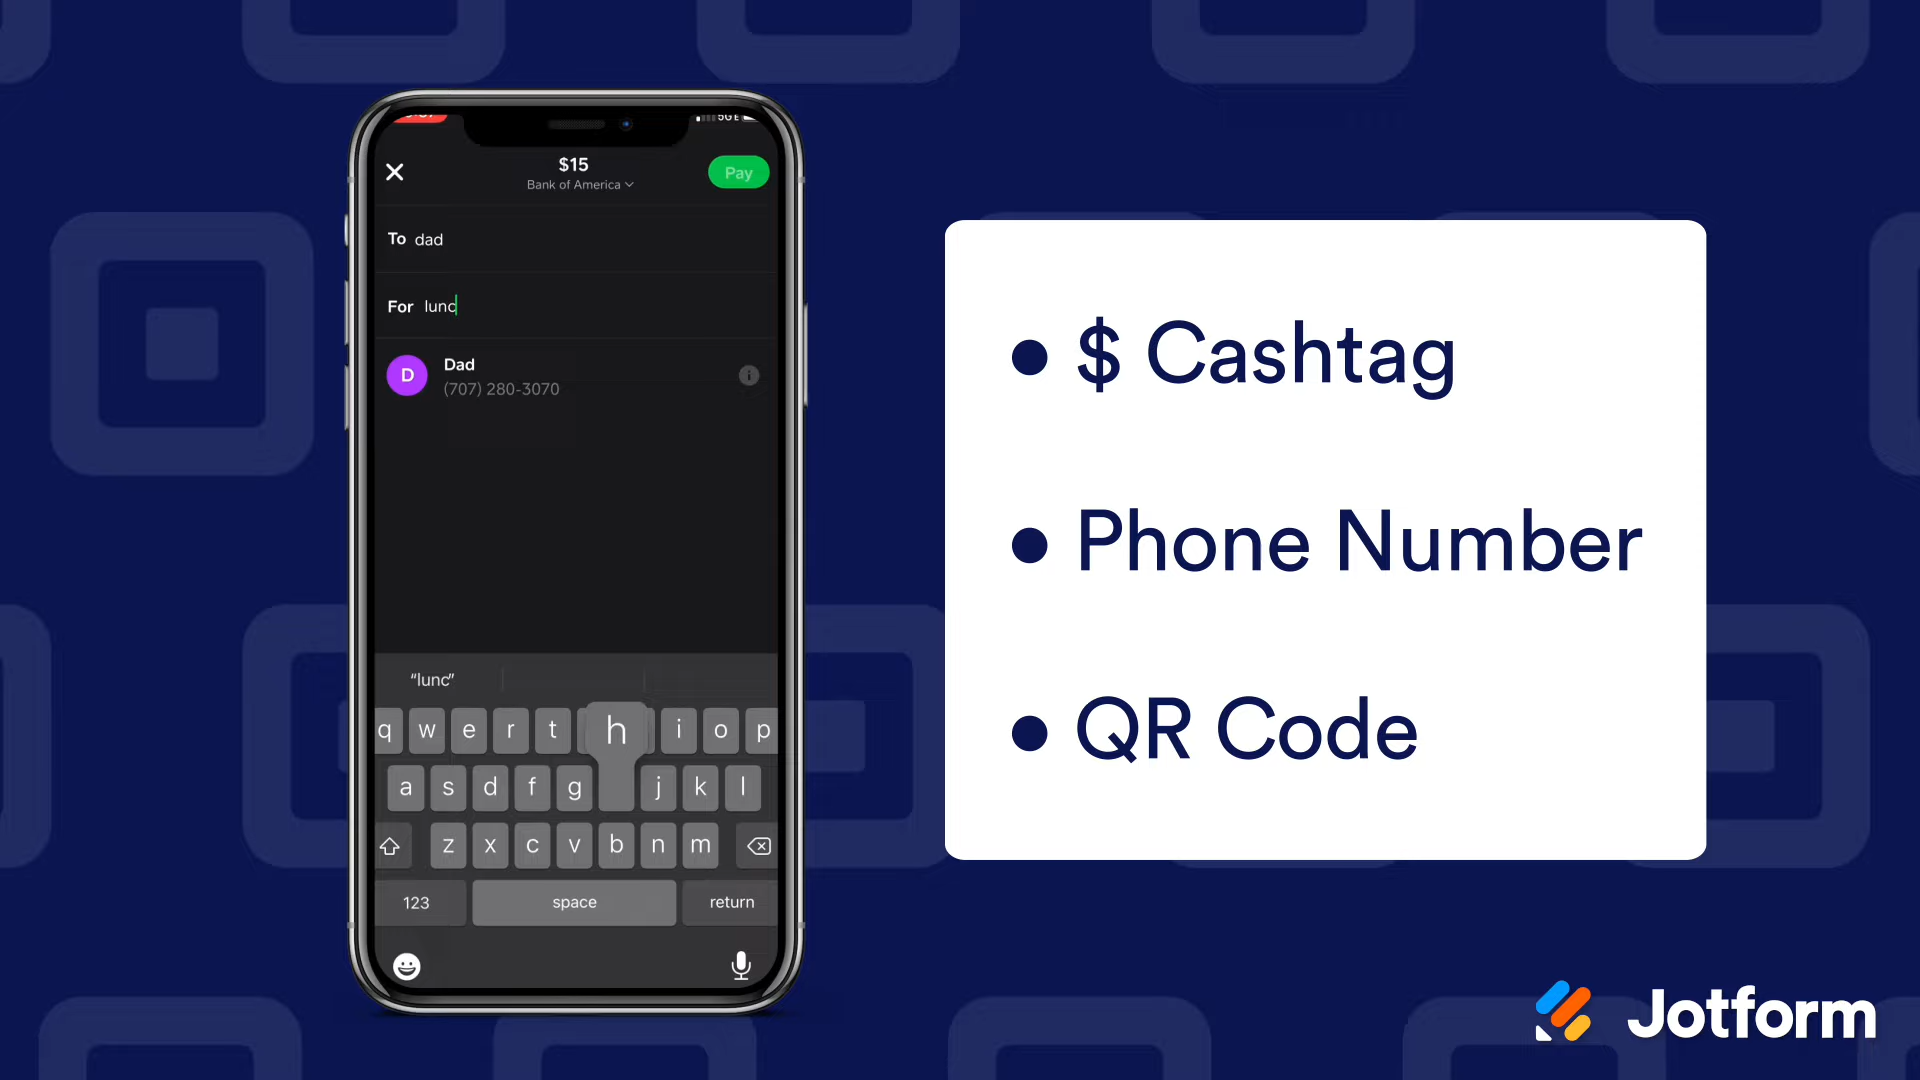 5GE
$15
Bank of America
Pay
To dad
For lunc
D
Dad
(707) 280-3070
"lunc"
q w e r t h i o p
a s d f g j k l
z x c v b n m
123 space return
• $ Cashtag
• Phone Number
• QR Code
Jotform